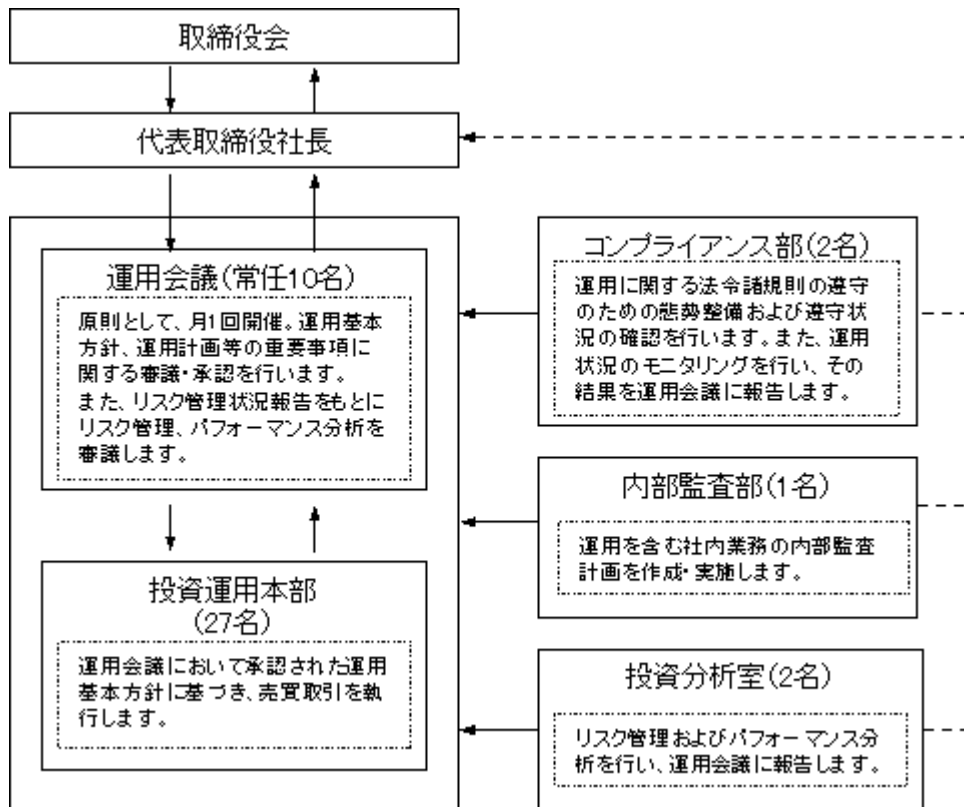 取締役会
代表取締役社長
運用会議(常任10名)
原則として、月1回開催。運用基本
方針、運用計画等の重要事項に
関する審議・承認を行います。
また、リスク管理状況報告をもとに
リスク管理、パフォーマンス分析を
審議します。
投資運用本部
(27名)
運用会議において承認された運用
基本方針に基づき、売買取引を執
行します。
コンプライアンス部(2名)
運用に関する法令諸規則の遵守
のための態勢整備および遵守状
況の確認を行います。また、運用
状況のモニタリングを行い、その
結果を運用会議に報告します。
内部監査部(1名)
運用を含む社内業務の内部監査
計画を作成・実施します。
投資分析室(2名)
リスク管理およびパフォーマンス分
析を行い、運用会議に報告します。